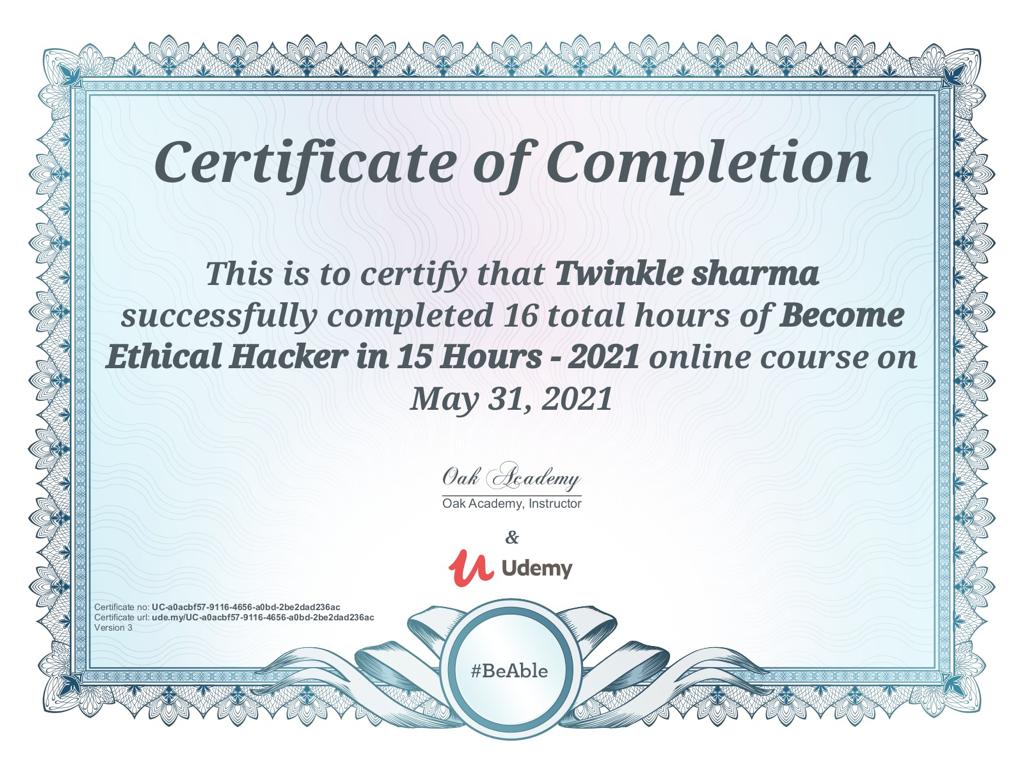 Certificate of Completion
This is to certify that Twinkle sharma
successfully completed 16 total hours of Become
Ethical Hacker in 15 Hours - 2021 online course on
May 31, 2021
Oak Academy
Oak Academy, Instructor
&
Udemy
Certificate no: UC-a0acbf57-9116-4656-a0bd-2be2dad236ac
Certificate url: ude.my/UC-a0acbf57-9116-4656-a0bd-2be2dad236ac
Version 3
#BeAble